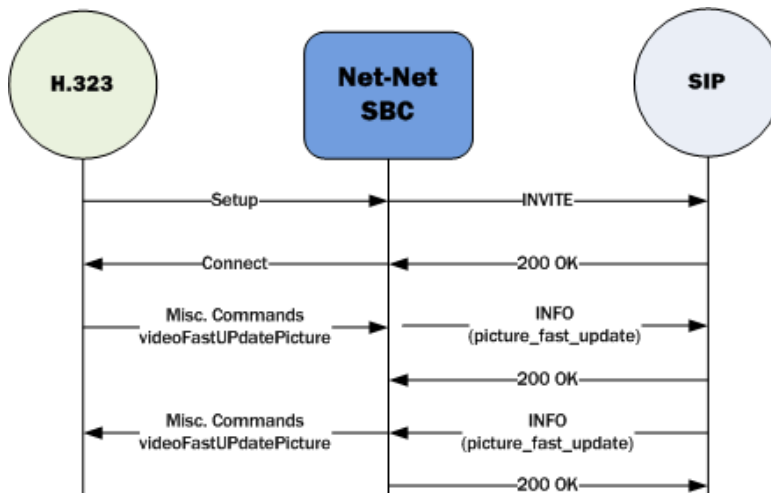 H.323
Net-Net
SBC
SIP
Setup
INVITE
Connect
200 OK
Misc. Commands
videoFastUPdatePicture
INFO
(picture_fast_update)
200 OK
Misc. Commands
videoFastUPdatePicture
INFO
(picture_fast_update)
200 OK